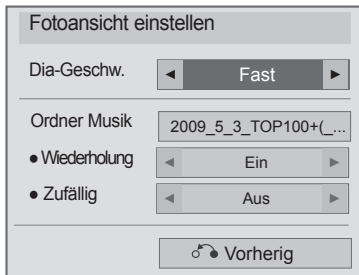 Fotoansicht einstellen
Dia-Geschw. ◄ Fast ►
Ordner Musik 2009_5_3_TOP100+(_...
● Wiederholung ◄ Ein ►
● Zufällig ◄ Aus ►
Vorherig